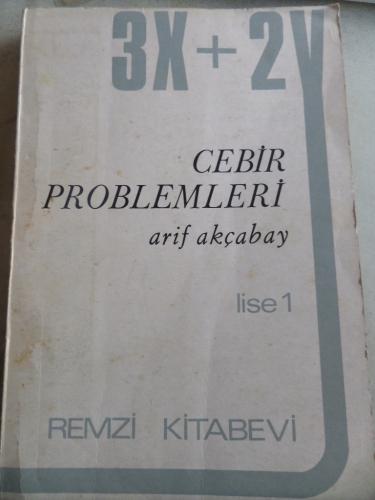 3X+2Y
CEBİR
PROBLEMLERİ
arif akçabay
lise 1
REMZİ KİTABEVİ